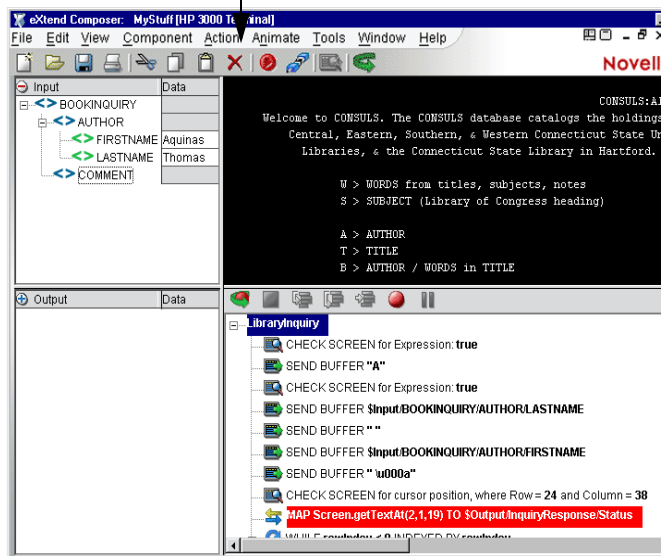 eXtend Composer: MyStuff [HP 3000 Terminal]
File Edit View Component Action Animate Tools Window Help
Novell
Input Data
BOOKINQUIRY
AUTHOR
FIRSTNAME Aquinas
LASTNAME Thomas
COMMENT
CONSULS:
Welcome to CONSULS. The CONSULS database catalogs the holdings
Central, Eastern, Southern, & Western Connecticut State
Libraries, & the Connecticut State Library in Hartford.
W > WORDS from titles, subjects, notes
S > SUBJECT (Library of Congress heading)
A > AUTHOR
T > TITLE
B > AUTHOR / WORDS in TITLE
Output Data
LibraryInquiry
CHECK SCREEN for Expression: true
SEND BUFFER "A"
CHECK SCREEN for Expression: true
SEND BUFFER $Input/BOOKINQUIRY/AUTHOR/LASTNAME
SEND BUFFER " "
SEND BUFFER $Input/BOOKINQUIRY/AUTHOR/FIRSTNAME
SEND BUFFER " \u000a"
CHECK SCREEN for cursor position, where Row = 24 and Column = 38
MAP Screen.getTextAt(2,1,19) TO $Output/InquiryResponse/Status
WHILE rowIndex < 9 INDEXED BY rowIndex